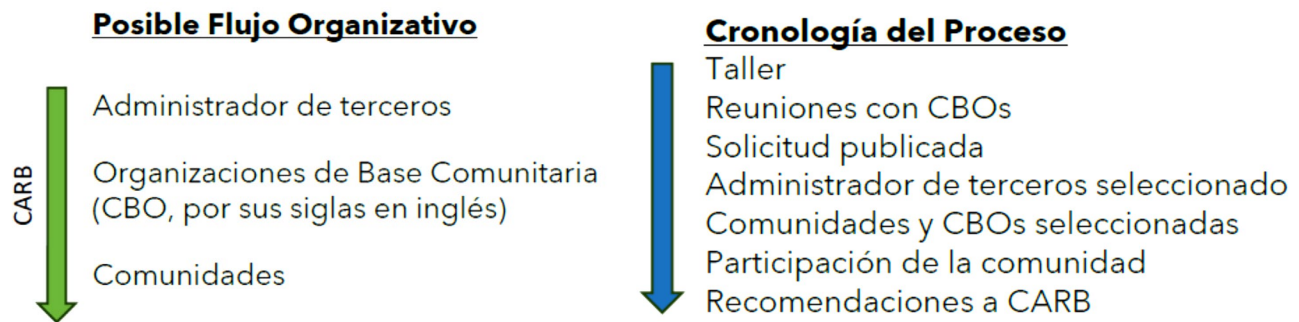 Posible Flujo Organizativo
CARB
Administrador de terceros
Organizaciones de Base Comunitaria
(CBO, por sus siglas en inglés)
Comunidades
Cronología del Proceso
Taller
Reuniones con CBOs
Solicitud publicada
Administrador de terceros seleccionado
Comunidades y CBOs seleccionadas
Participación de la comunidad
Recomendaciones a CARB